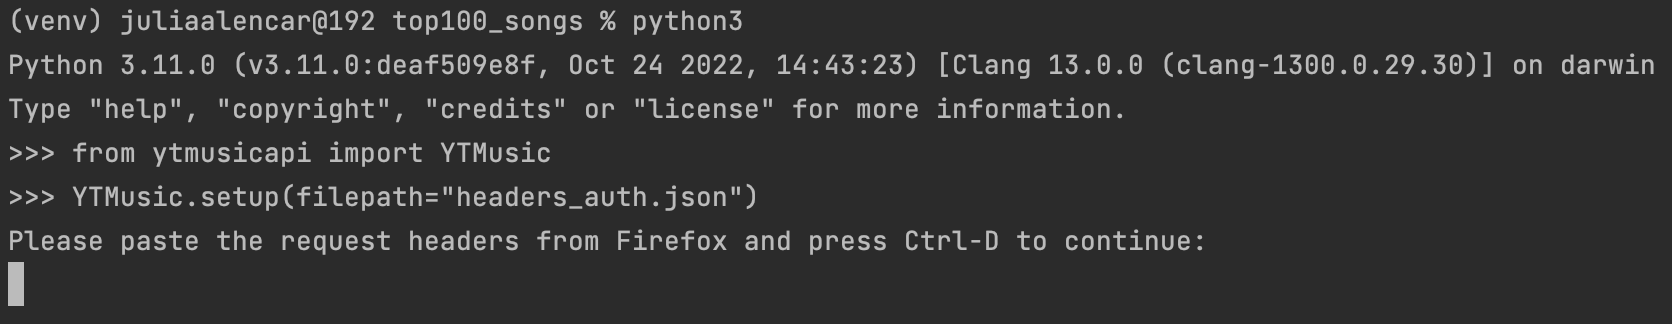 (venv) juliaalencar@192 top100_songs % python3
Python 3.11.0 (v3.11.0:deaf509e8f, Oct 24 2022, 14:43:23) [Clang 13.0.0 (clang-1300.0.29.30)] on darwin
Type "help", "copyright", "credits" or "license" for more information.
>>> from ytmusicapi import YTMusic
>>> YTMusic.setup(filepath="headers_auth.json")
Please paste the request headers from Firefox and press Ctrl-D to continue: